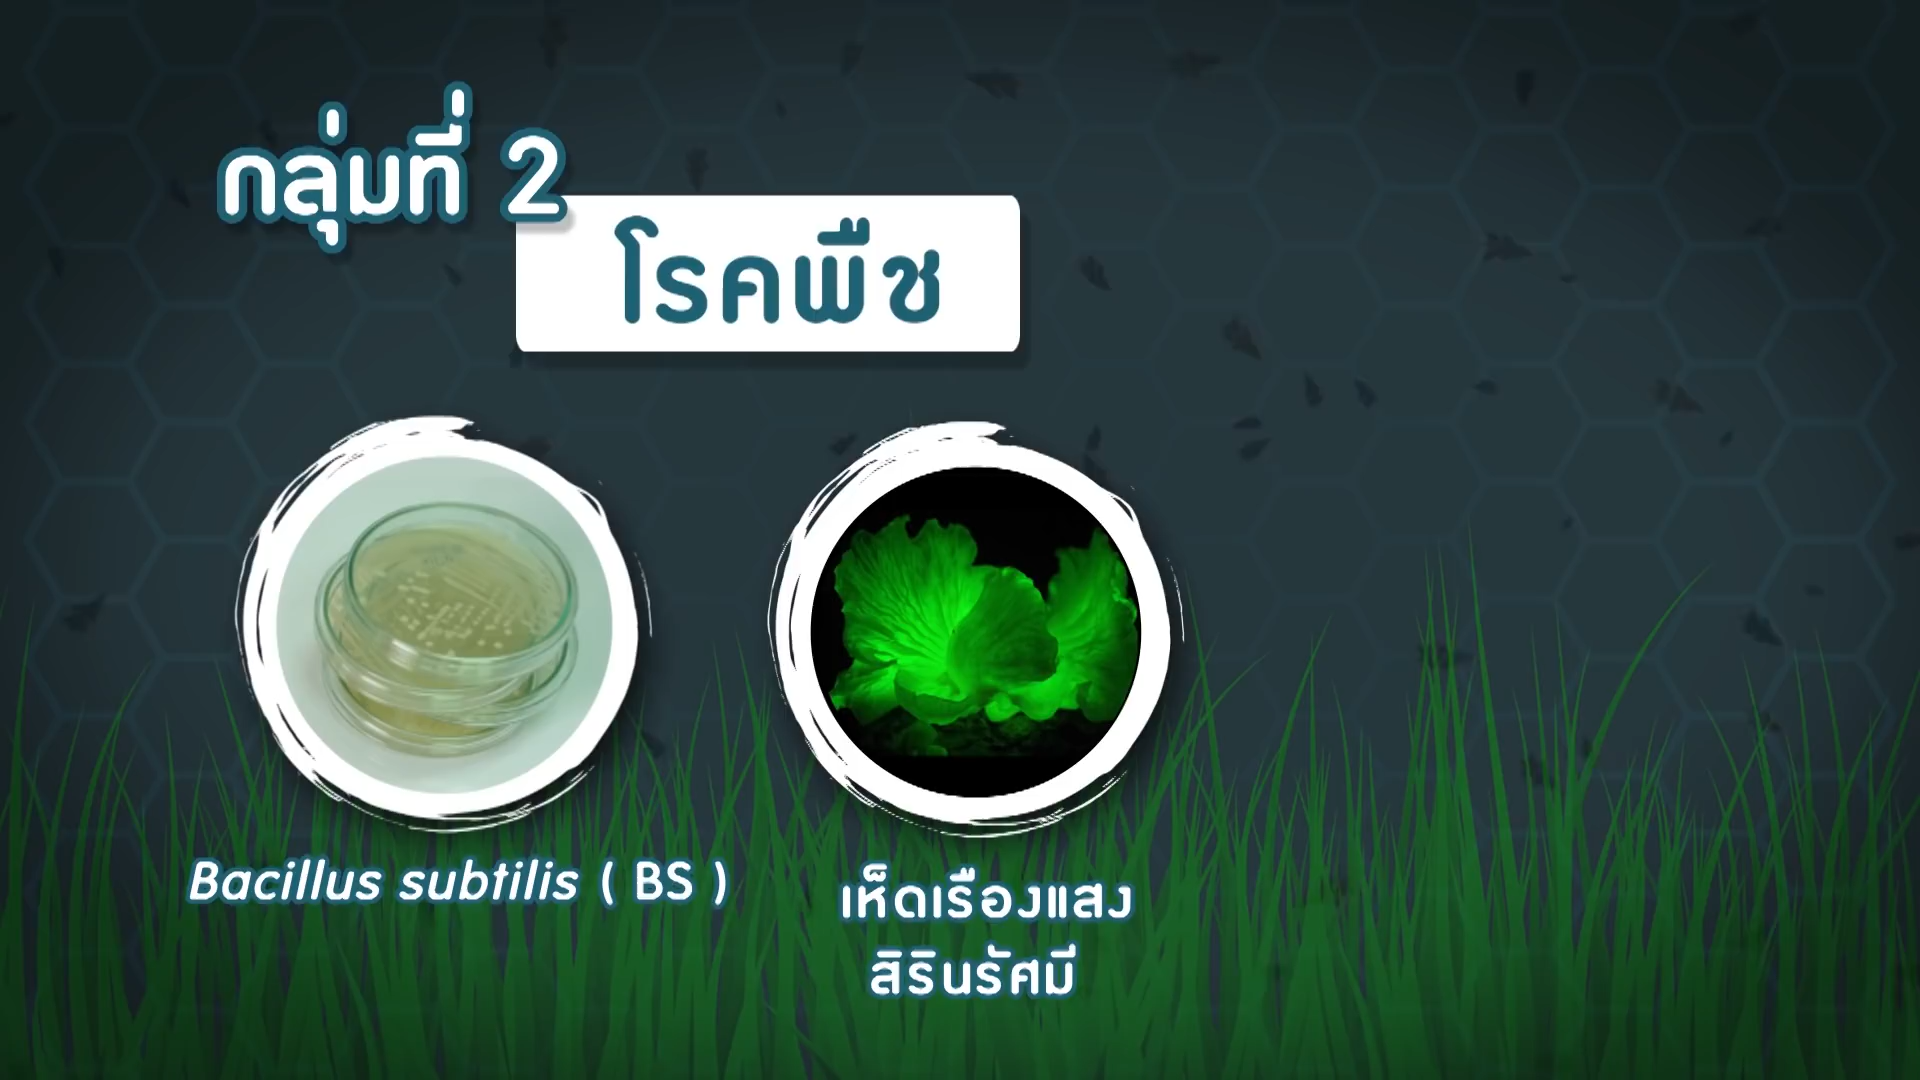 กลุ่มที่ 2
โรคพืช
Bacillus subtilis ( BS )
เห็ดเรืองแสง
สิรินรัศมี